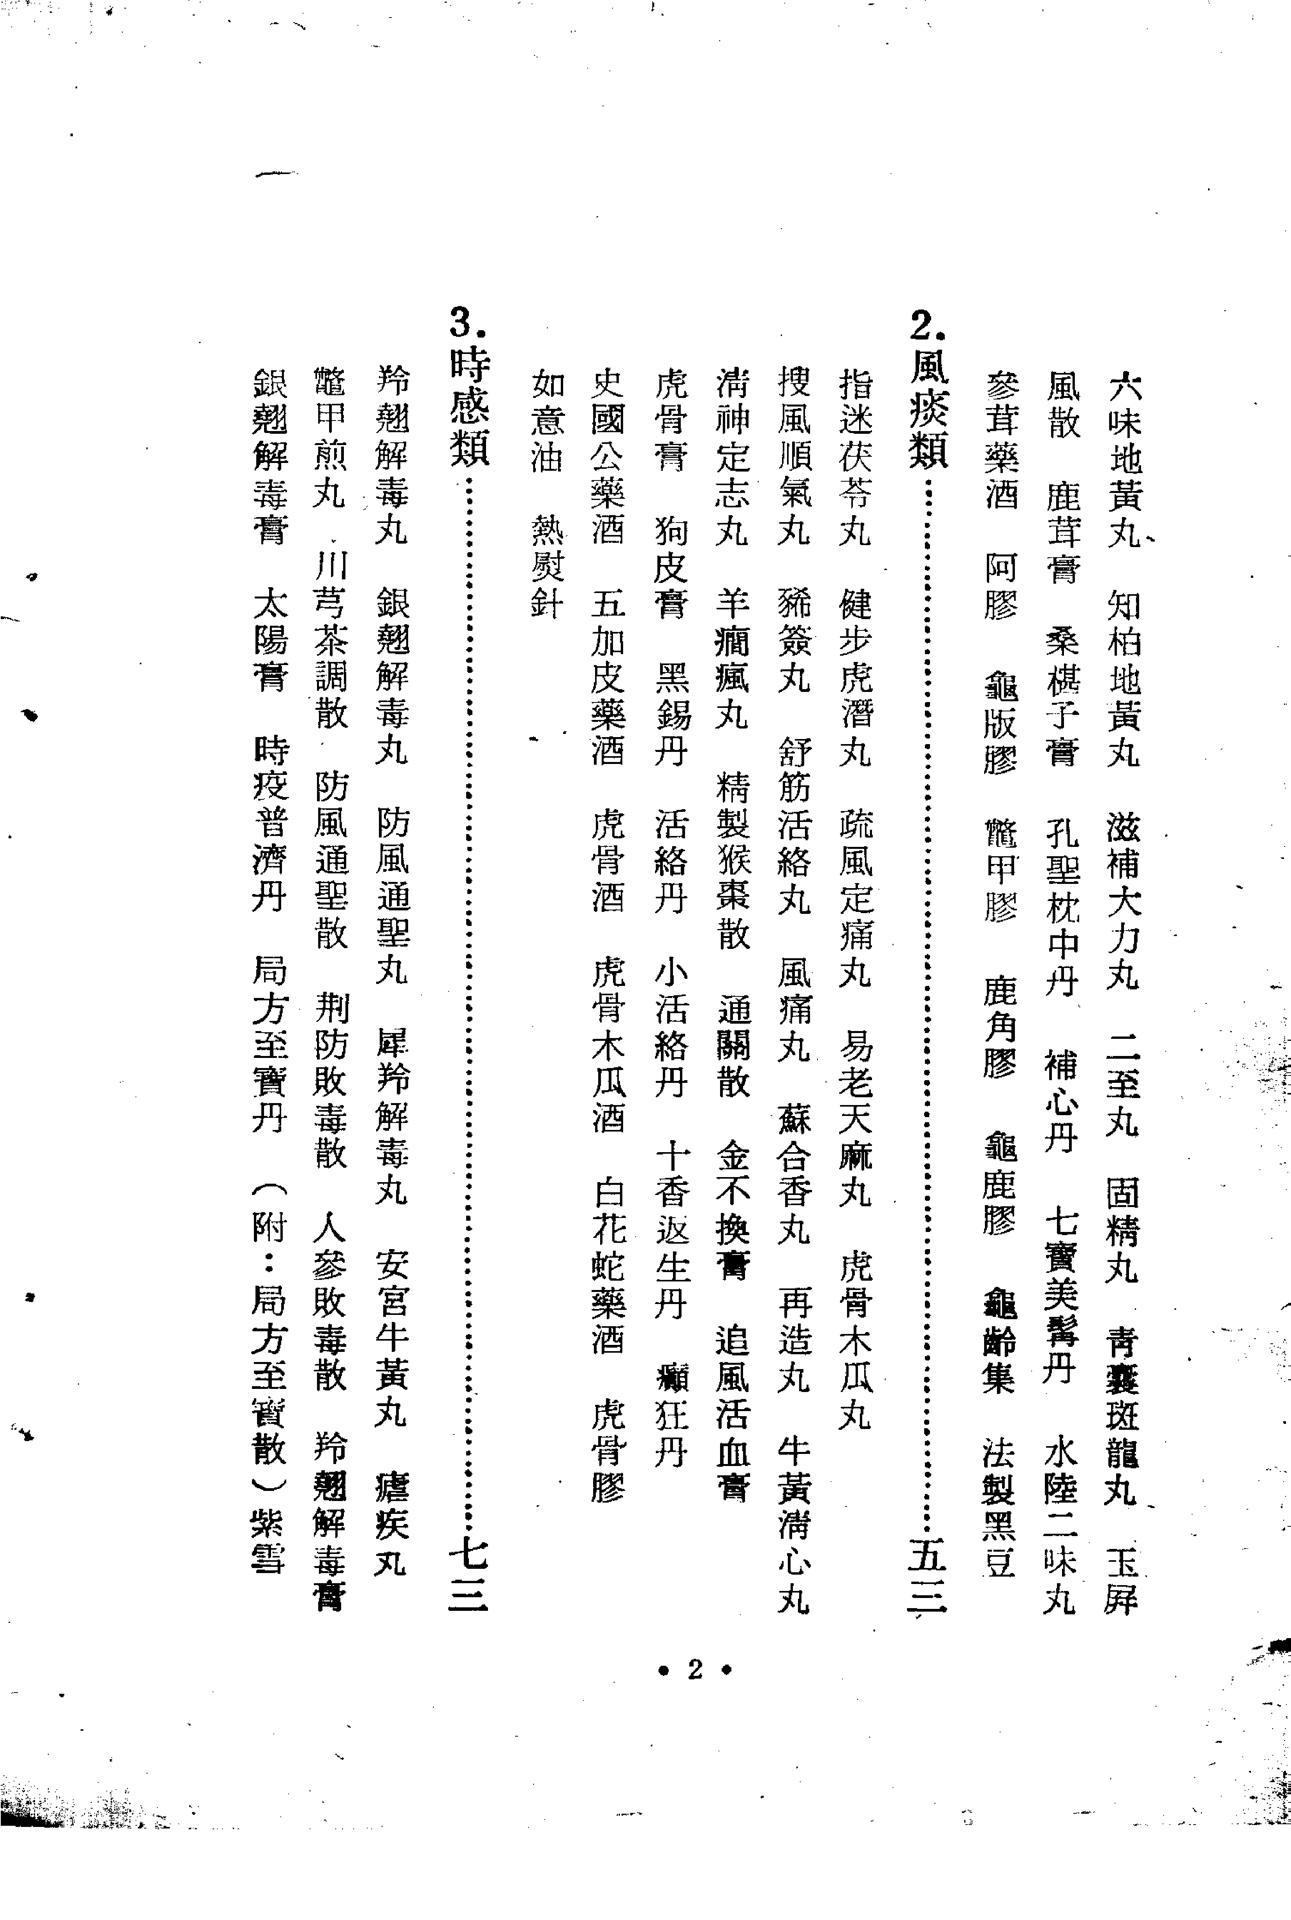 六味地黃丸　知柏地黃丸　滋補大力丸　二至丸　固精丸　青囊斑龍丸　玉屛
風散　鹿茸膏　桑椹子膏　孔聖枕中丹　補心丹　七寶美髯丹　水陸二味丸
參茸藥酒　阿膠　龜版膠　鼈甲膠　鹿角膠　龜鹿膠　龜齡集　法製黑豆
2.風痰類……五三
指迷茯苓丸　健步虎潛丸　疏風定痛丸　易老天麻丸　虎骨木瓜丸
搜風順氣丸　豨簽丸　舒筋活絡丸　風痛丸　蘇合香丸　再造丸　牛黃淸心丸
淸神定志丸　羊癎瘋丸　精製猴棗散　通關散　金不換膏　追風活血膏
虎骨膏　狗皮膏　黑錫丹　活絡丹　小活絡丹　十香返生丹　癲狂丹
史國公藥酒　五加皮藥酒　虎骨酒　虎骨木瓜酒　白花蛇藥酒　虎骨膠
如意油　熱熨針
3.時感類……七三
羚翹解毒丸　銀翹解毒丸　防風通聖丸　犀羚解毒丸　安宮牛黃丸　瘧疾丸
鼈甲煎丸　川芎茶調散　防風通聖散　荆防敗毒散　人參敗毒散　羚翹解毒膏
銀翹解毒膏　太陽膏　時疫普濟丹　局方至寶丹　（附：局方至寶散）紫雪
• 2 •